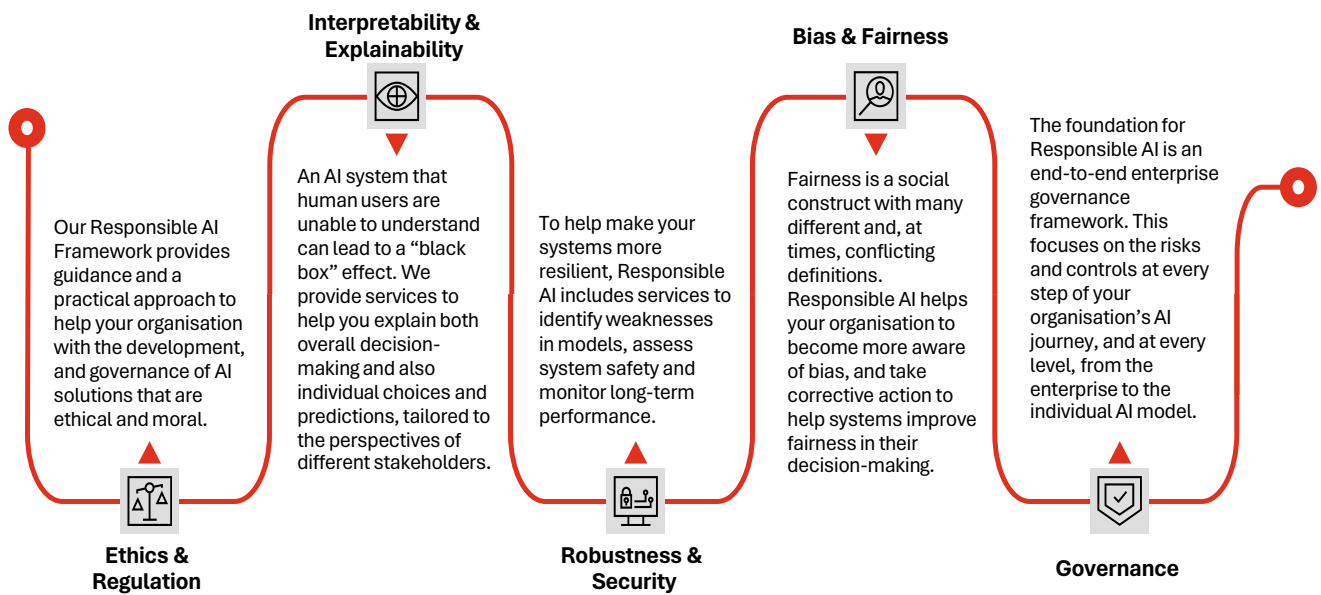 Ethics &
Regulation
Our Responsible AI
Framework provides
guidance and a
practical approach to
help your organisation
with the development,
and governance of AI
solutions that are
ethical and moral.
Interpretability &
Explainability
An AI system that
human users are
unable to understand
can lead to a “black
box” effect. We
provide services to
help you explain both
overall decision-
making and also
individual choices and
predictions, tailored to
the perspectives of
different stakeholders.
Robustness &
Security
To help make your
systems more
resilient, Responsible
AI includes services to
identify weaknesses
in models, assess
system safety and
monitor long-term
performance.
Bias & Fairness
Fairness is a social
construct with many
different and, at
times, conflicting
definitions.
Responsible AI helps
your organisation to
become more aware
of bias, and take
corrective action to
help systems improve
fairness in their
decision-making.
Governance
The foundation for
Responsible AI is an
end-to-end enterprise
governance
framework. This
focuses on the risks
and controls at every
step of your
organisation’s AI
journey, and at every
level, from the
enterprise to the
individual AI model.